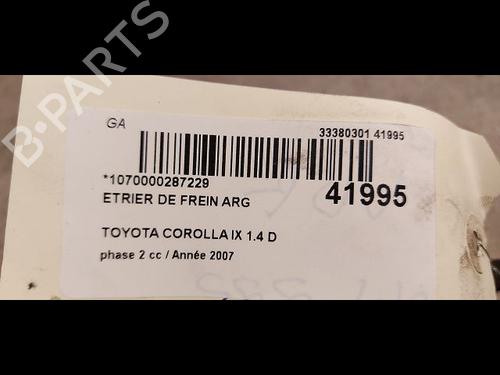 B-PARTS
GA
33380301 41995
*1070000287229
41995
ETRIER DE FREIN ARG
TOYOTA COROLLA IX 1.4 D
phase 2 cc / Année 2007